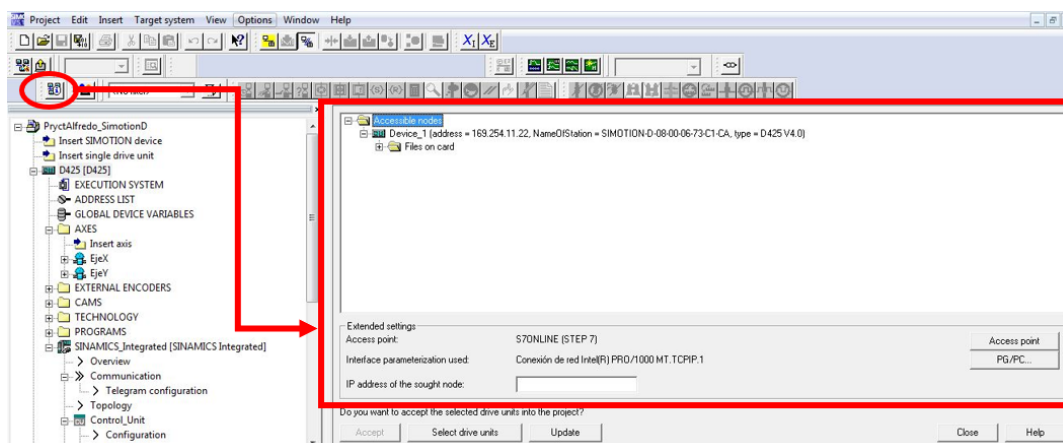 Project Edit Insert Target system View Options Window Help
PryctAlfredo_SimotionD
Insert SIMOTION device
Insert single drive unit
D425 [D425]
EXECUTION SYSTEM
ADDRESS LIST
GLOBAL DEVICE VARIABLES
AXES
Insert axis
EjeX
EjeY
EXTERNAL ENCODERS
CAMS
TECHNOLOGY
PROGRAMS
SINAMICS_Integrated [SINAMICS Integrated]
Overview
Communication
Telegram configuration
Topology
Control_Unit
Configuration
Accessible nodes
Device_1 (address = 169.254.11.22, NameOfStation = SIMOTION-D-08-00-06-73-C1-CA, type = D425 V4.0)
Files on card
Extended settings
Access point: S7ONLINE (STEP 7) Access point
Interface parameterization used: Conexión de red Intel(R) PRO/1000 MT.TCPIP.1 PG/PC...
IP address of the sought node:
Do you want to accept the selected drive units into the project?
Accept Select drive units Update Close Help